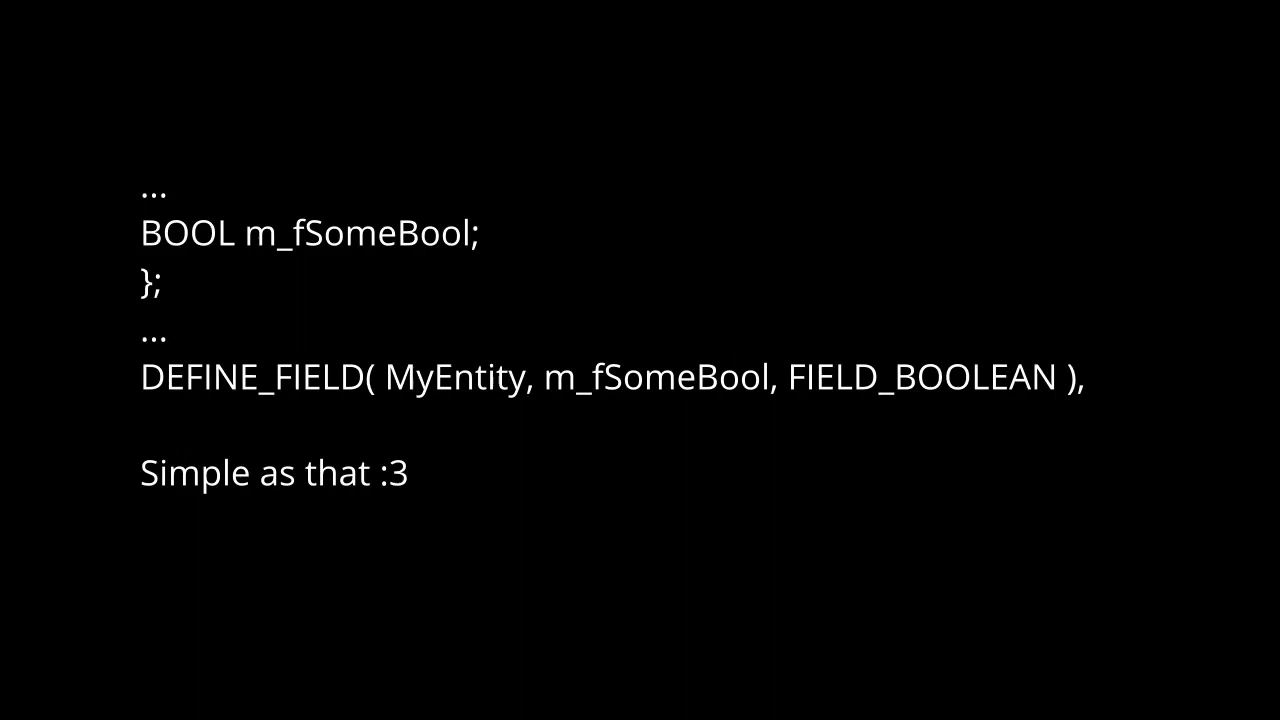 ...
BOOL m_fSomeBool;
};
...
DEFINE_FIELD( MyEntity, m_fSomeBool, FIELD_BOOLEAN ),
Simple as that :3